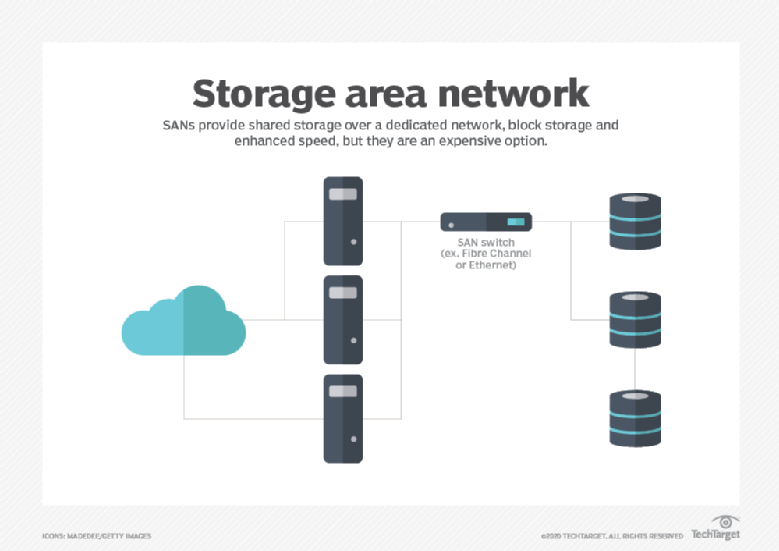 Storage area network
SANs provide shared storage over a dedicated network, block storage and
enhanced speed, but they are an expensive option.
SAN switch
(ex. Fibre Channel
or Ethernet)
ICONS: MADEDEE/GETTY IMAGES
©2020 TECHTARGET. ALL RIGHTS RESERVED
TechTarget